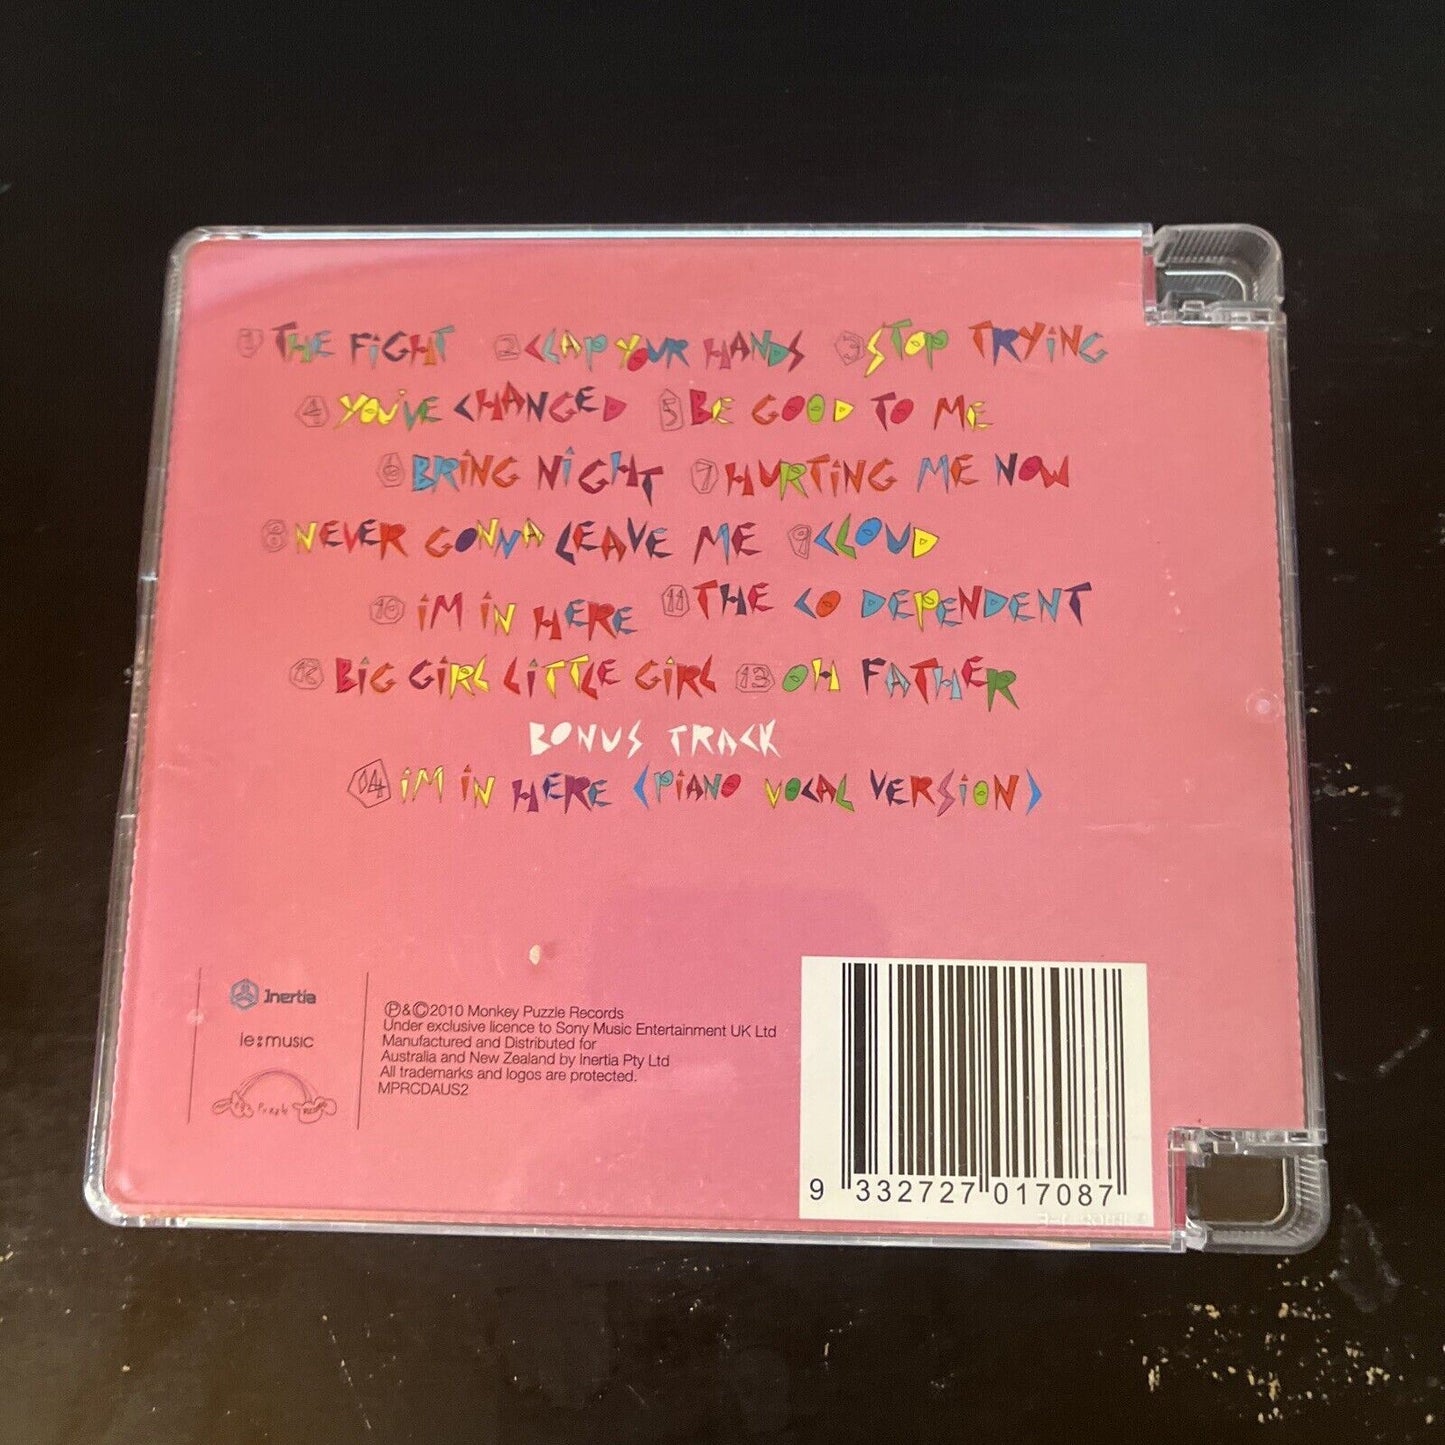 1 THE FiGHT 2 CLAP YOUR HANDS 3 STOP TRYiNG
4 YOU'VE CHANGED 5 BE GOOD TO ME
6 BRiNG NiGHT 7 HURTiNG ME NOW
8 NEVER GONNA LEAVE ME 9 CLOUD
10 iM iN HERE 11 THE CO DEPENDENT
12 BiG GiRL LiTTLE GiRL 13 OH FATHER
BONUS TRACK
14 iM iN HERE (PiANO VOCAL VERSiON)
Inertia
ie:music
Puzzle
℗&©2010 Monkey Puzzle Records
Under exclusive licence to Sony Music Entertainment UK Ltd
Manufactured and Distributed for
Australia and New Zealand by Inertia Pty Ltd
All trademarks and logos are protected.
MPRCDAUS2
9 332727 017087